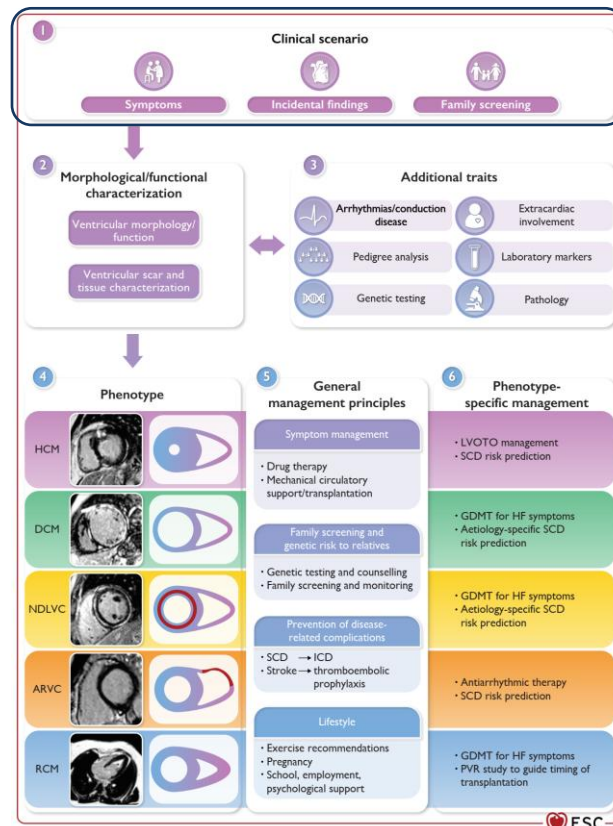 1
Clinical scenario
Symptoms
Incidental findings
Family screening
2
Morphological/functional
characterization
Ventricular morphology/
function
Ventricular scar and
tissue characterization
3
Additional traits
Arrhythmias/conduction
disease
Extracardiac
involvement
Pedigree analysis
Laboratory markers
Genetic testing
Pathology
4
Phenotype
HCM
DCM
NDLVC
ARVC
RCM
5
General
management principles
Symptom management
• Drug therapy
• Mechanical circulatory
support/transplantation
Family screening and
genetic risk to relatives
• Genetic testing and counselling
• Family screening and monitoring
Prevention of disease-
related complications
• SCD → ICD
• Stroke → thromboembolic
prophylaxis
Lifestyle
• Exercise recommendations
• Pregnancy
• School, employment,
psychological support
6
Phenotype-
specific management
• LVOTO management
• SCD risk prediction
• GDMT for HF symptoms
• Aetiology-specific SCD
risk prediction
• GDMT for HF symptoms
• Aetiology-specific SCD
risk prediction
• Antiarrhythmic therapy
• SCD risk prediction
• GDMT for HF symptoms
• PVR study to guide timing of
transplantation
ESC